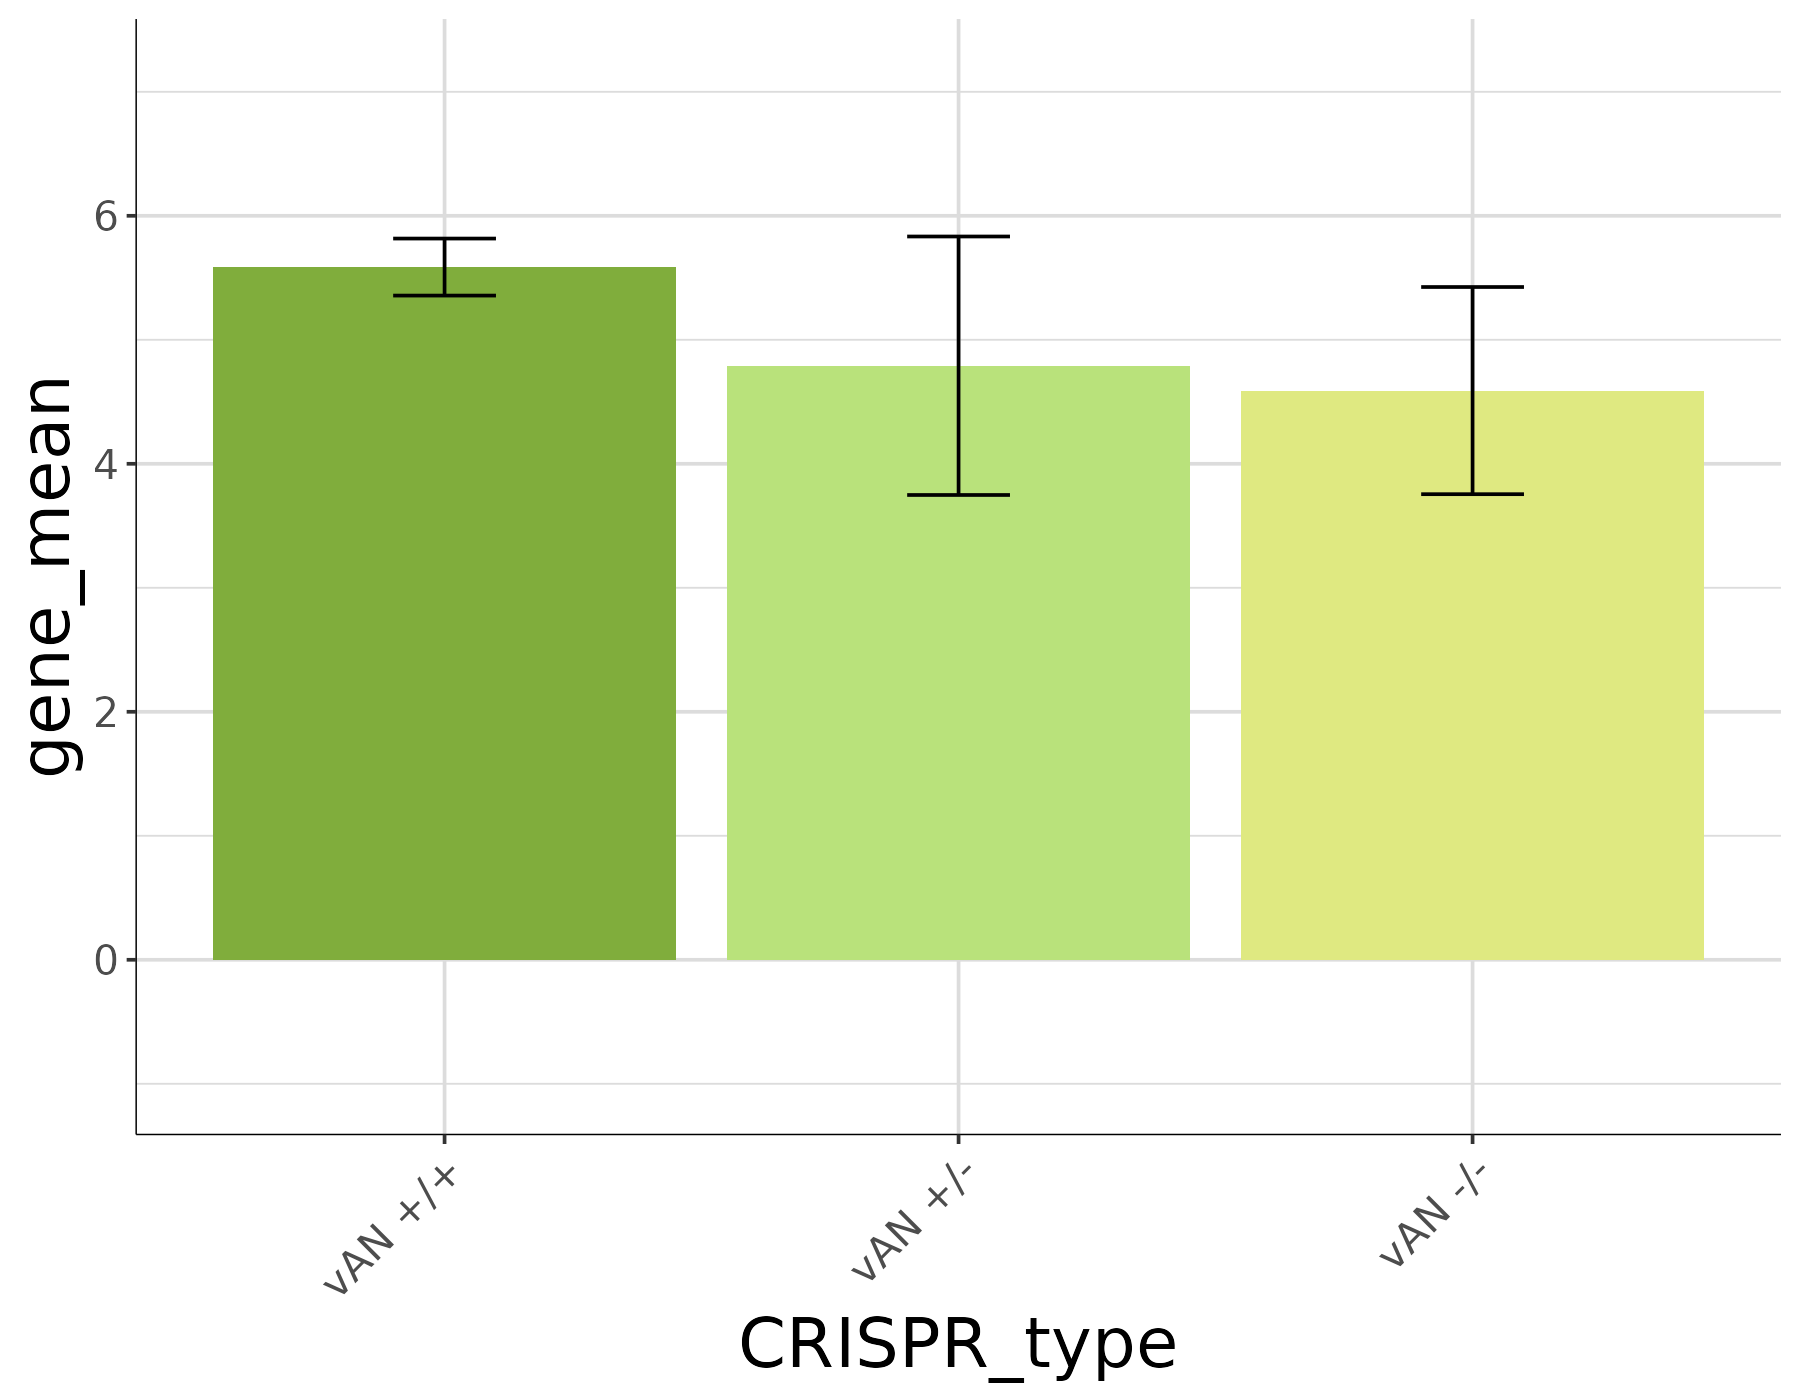 gene_mean
6
4
2
0
vAN +/+
vAN +/-
vAN -/-
CRISPR_type